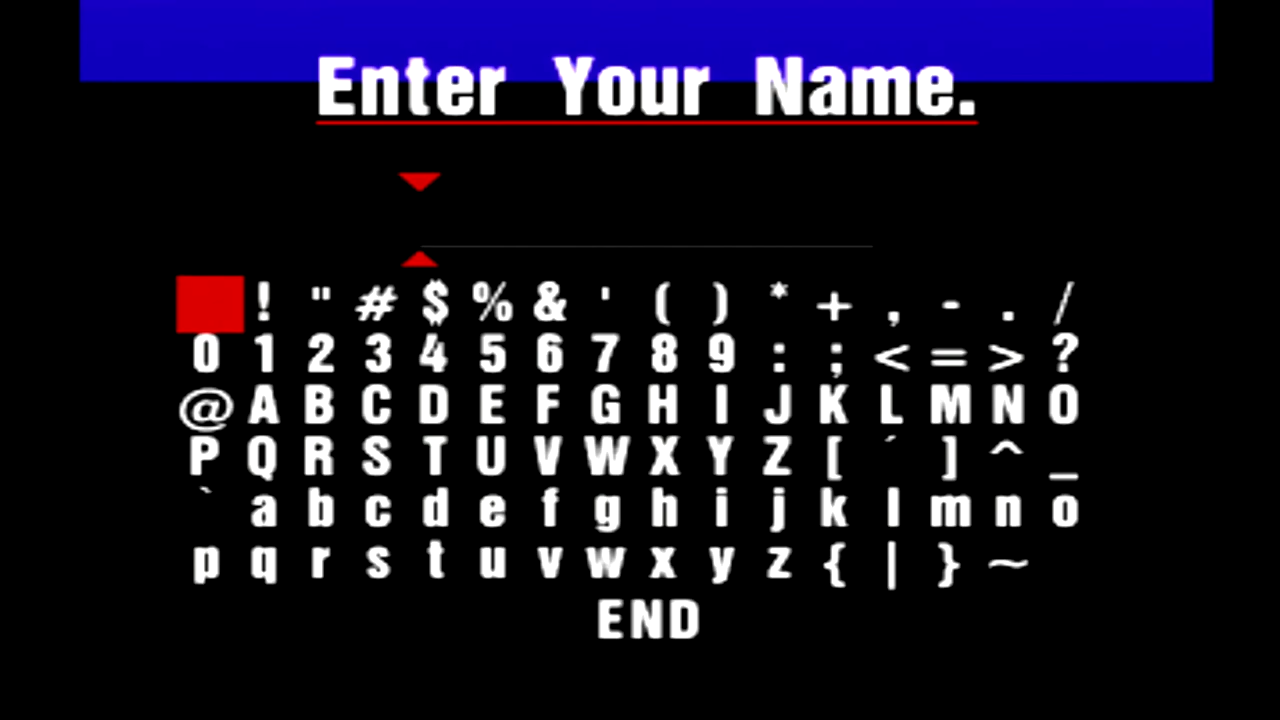 Enter Your Name.
! " # $ % & ' ( ) * + , - . /
0 1 2 3 4 5 6 7 8 9 : ; < = > ?
@ A B C D E F G H I J K L M N O
P Q R S T U V W X Y Z [ ´ ] ^ _
` a b c d e f g h i j k l m n o
p q r s t u v w x y z { | } ~
END